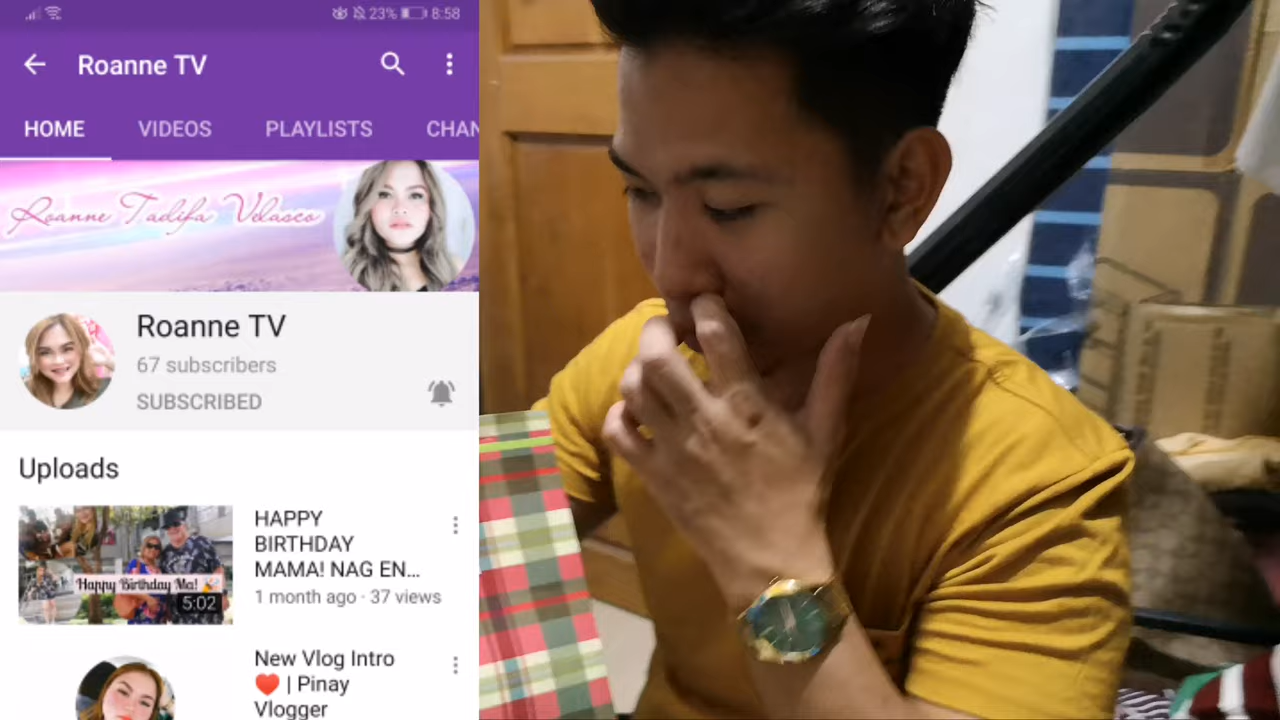 23% 8:58
Roanne TV
HOME VIDEOS PLAYLISTS CHAN
Roanne Tadifa Velasco
Roanne TV
67 subscribers
SUBSCRIBED
Uploads
HAPPY
BIRTHDAY
MAMA! NAG EN...
1 month ago · 37 views
Happy Birthday Ma!
5:02
New Vlog Intro
❤️ | Pinay
Vlogger